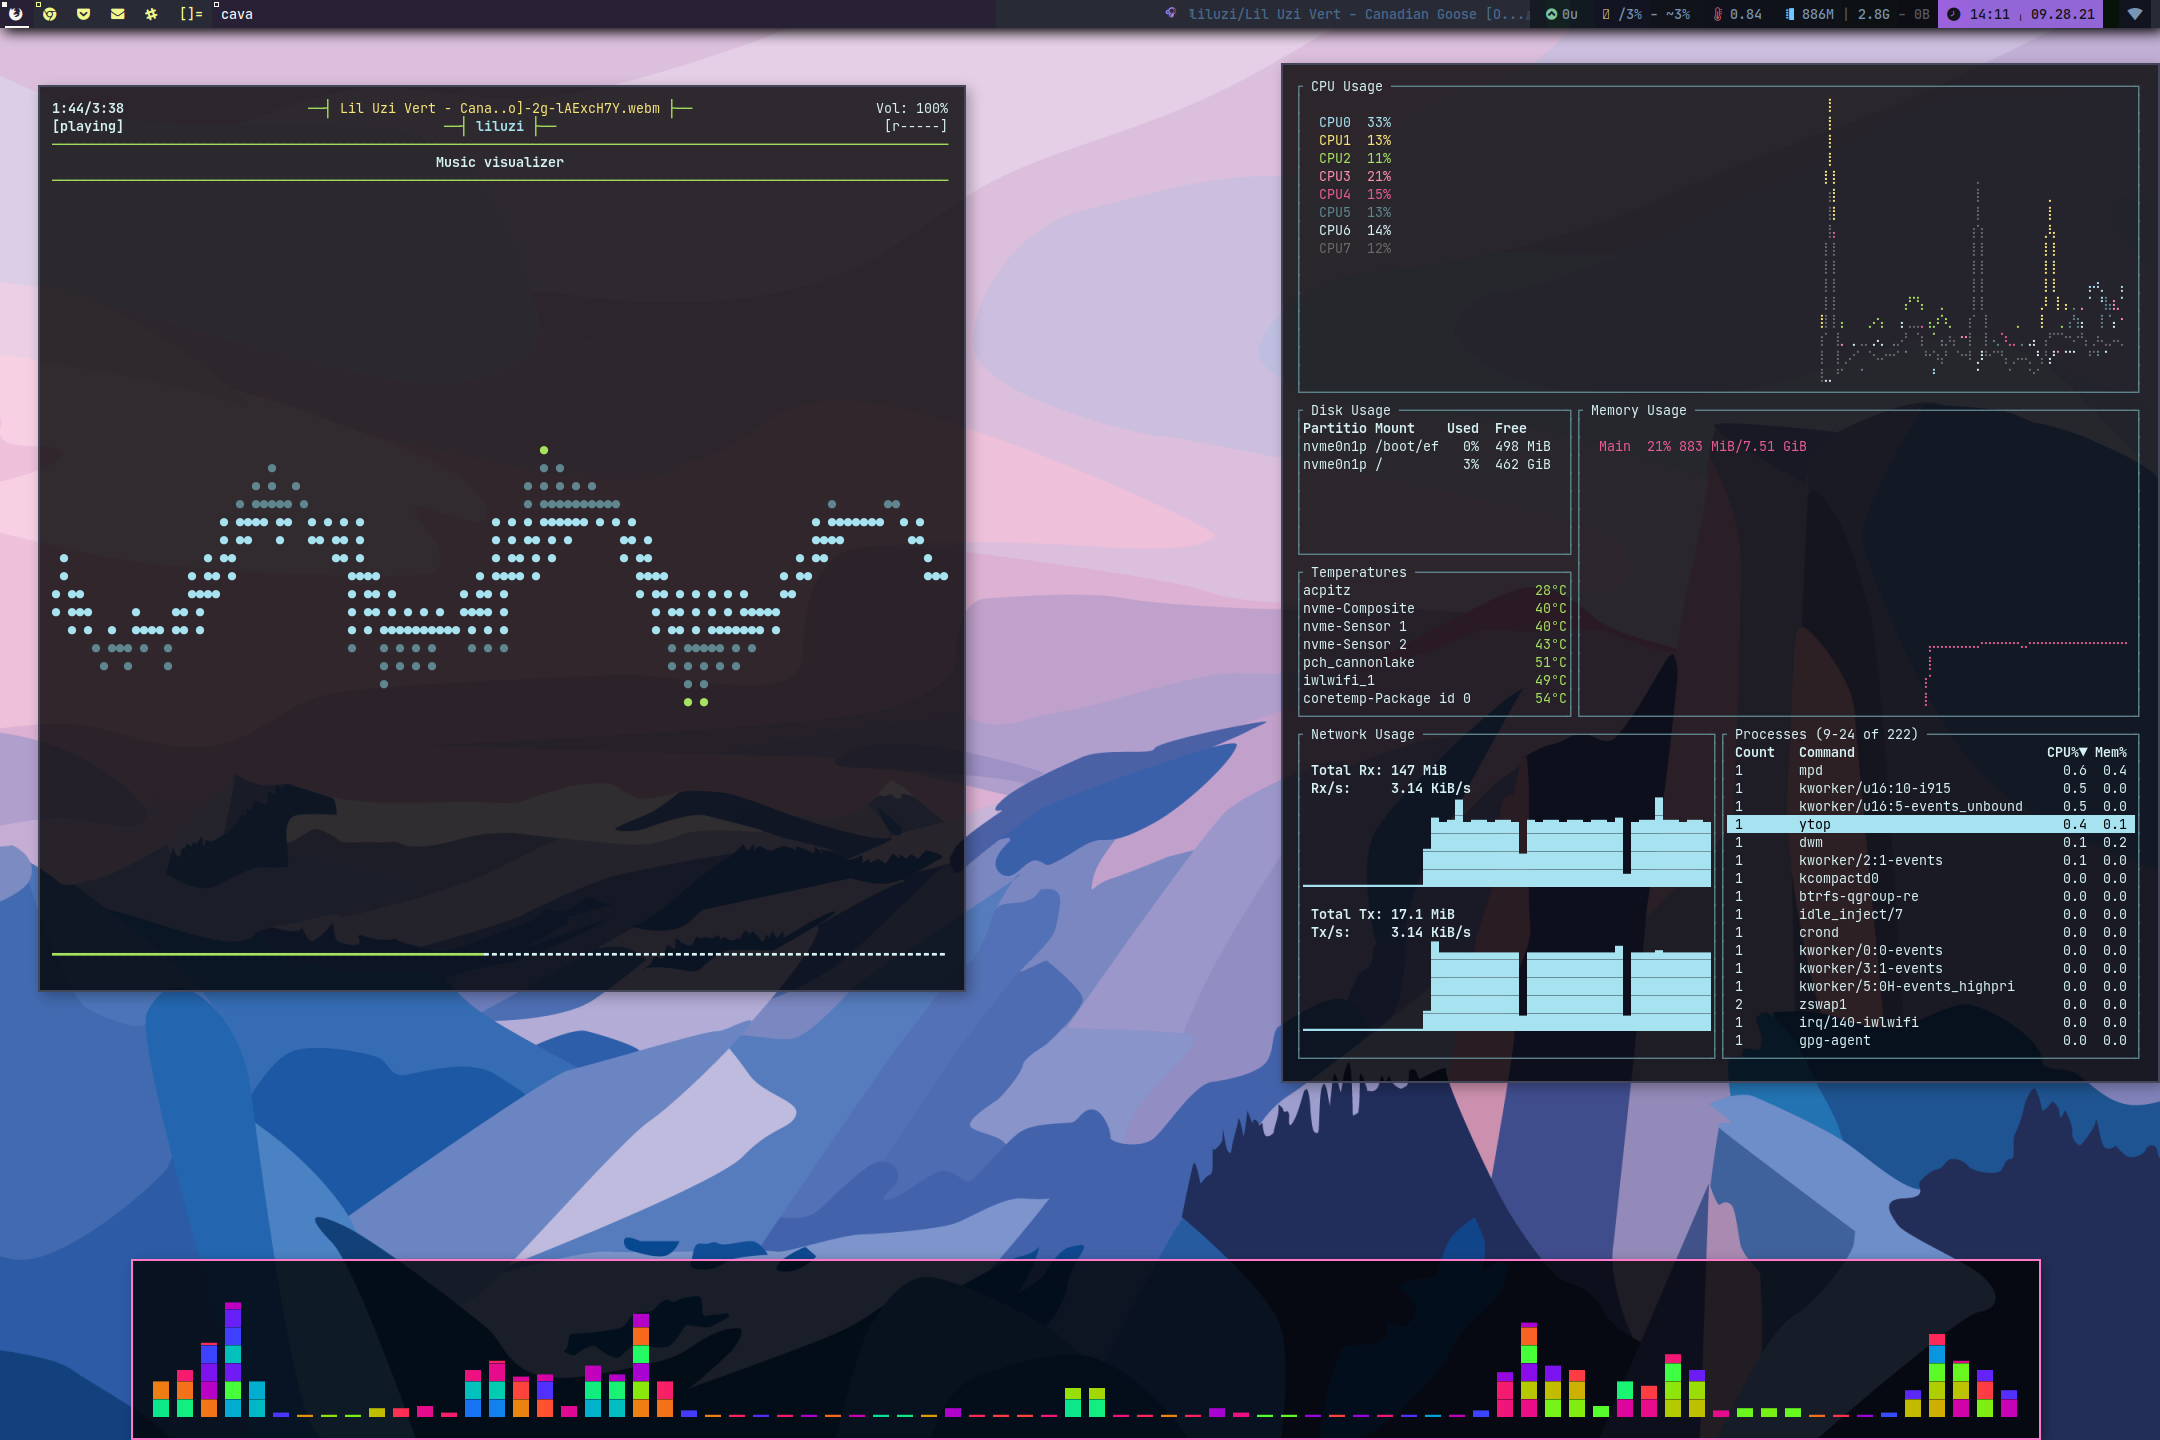 []= cava
liluzi/Lil Uzi Vert - Canadian Goose [O...
0u
/3% - ~3%
0.84
886M | 2.8G - 0B
14:11 09.28.21
1:44/3:38
Lil Uzi Vert - Cana..o]-2g-lAExcH7Y.webm
Vol: 100%
[playing]
liluzi
[r-----]
Music visualizer
CPU Usage
CPU0 33%
CPU1 13%
CPU2 11%
CPU3 21%
CPU4 15%
CPU5 13%
CPU6 14%
CPU7 12%
Disk Usage
Partitio Mount Used Free
nvme0n1p /boot/ef 0% 498 MiB
nvme0n1p / 3% 462 GiB
Memory Usage
Main 21% 883 MiB/7.51 GiB
Temperatures
acpitz 28°C
nvme-Composite 40°C
nvme-Sensor 1 40°C
nvme-Sensor 2 43°C
pch_cannonlake 51°C
iwlwifi_1 49°C
coretemp-Package id 0 54°C
Network Usage
Total Rx: 147 MiB
Rx/s: 3.14 KiB/s
Total Tx: 17.1 MiB
Tx/s: 3.14 KiB/s
Processes (9-24 of 222)
Count Command CPU%▼ Mem%
1 mpd 0.6 0.4
1 kworker/u16:10-i915 0.5 0.0
1 kworker/u16:5-events_unbound 0.5 0.0
1 ytop 0.4 0.1
1 dwm 0.1 0.2
1 kworker/2:1-events 0.1 0.0
1 kcompactd0 0.0 0.0
1 btrfs-qgroup-re 0.0 0.0
1 idle_inject/7 0.0 0.0
1 crond 0.0 0.0
1 kworker/0:0-events 0.0 0.0
1 kworker/3:1-events 0.0 0.0
1 kworker/5:0H-events_highpri 0.0 0.0
2 zswap1 0.0 0.0
1 irq/140-iwlwifi 0.0 0.0
1 gpg-agent 0.0 0.0